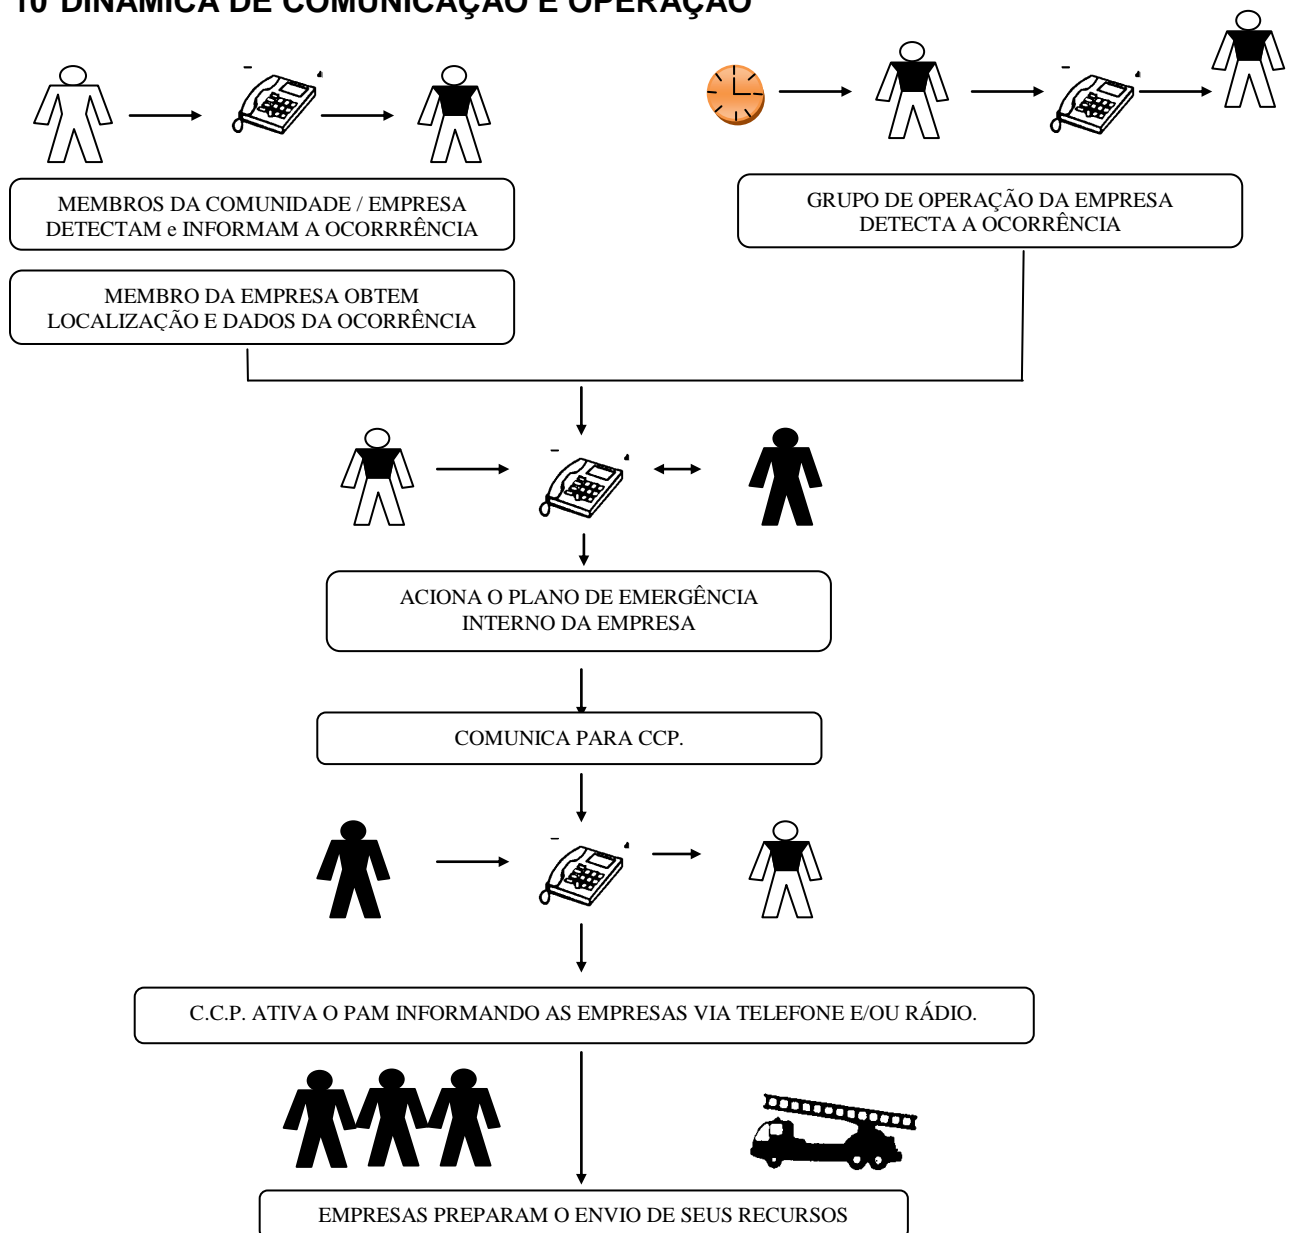 10 DINÂMICA DE COMUNICAÇÃO E OPERAÇÃO
MEMBROS DA COMUNIDADE / EMPRESA
DETECTAM e INFORMAM A OCORRRÊNCIA
GRUPO DE OPERAÇÃO DA EMPRESA
DETECTA A OCORRÊNCIA
MEMBRO DA EMPRESA OBTEM
LOCALIZAÇÃO E DADOS DA OCORRÊNCIA
ACIONA O PLANO DE EMERGÊNCIA
INTERNO DA EMPRESA
COMUNICA PARA CCP.
C.C.P. ATIVA O PAM INFORMANDO AS EMPRESAS VIA TELEFONE E/OU RÁDIO.
EMPRESAS PREPARAM O ENVIO DE SEUS RECURSOS